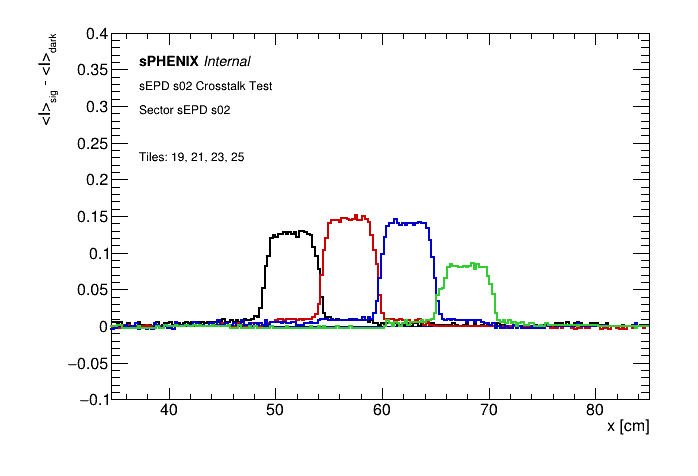 <I>sig - <I>dark
0.4
0.35
0.3
0.25
0.2
0.15
0.1
0.05
0
−0.05
−0.1
sPHENIX Internal
sEPD s02 Crosstalk Test
Sector sEPD s02
Tiles: 19, 21, 23, 25
40 50 60 70 80
x [cm]